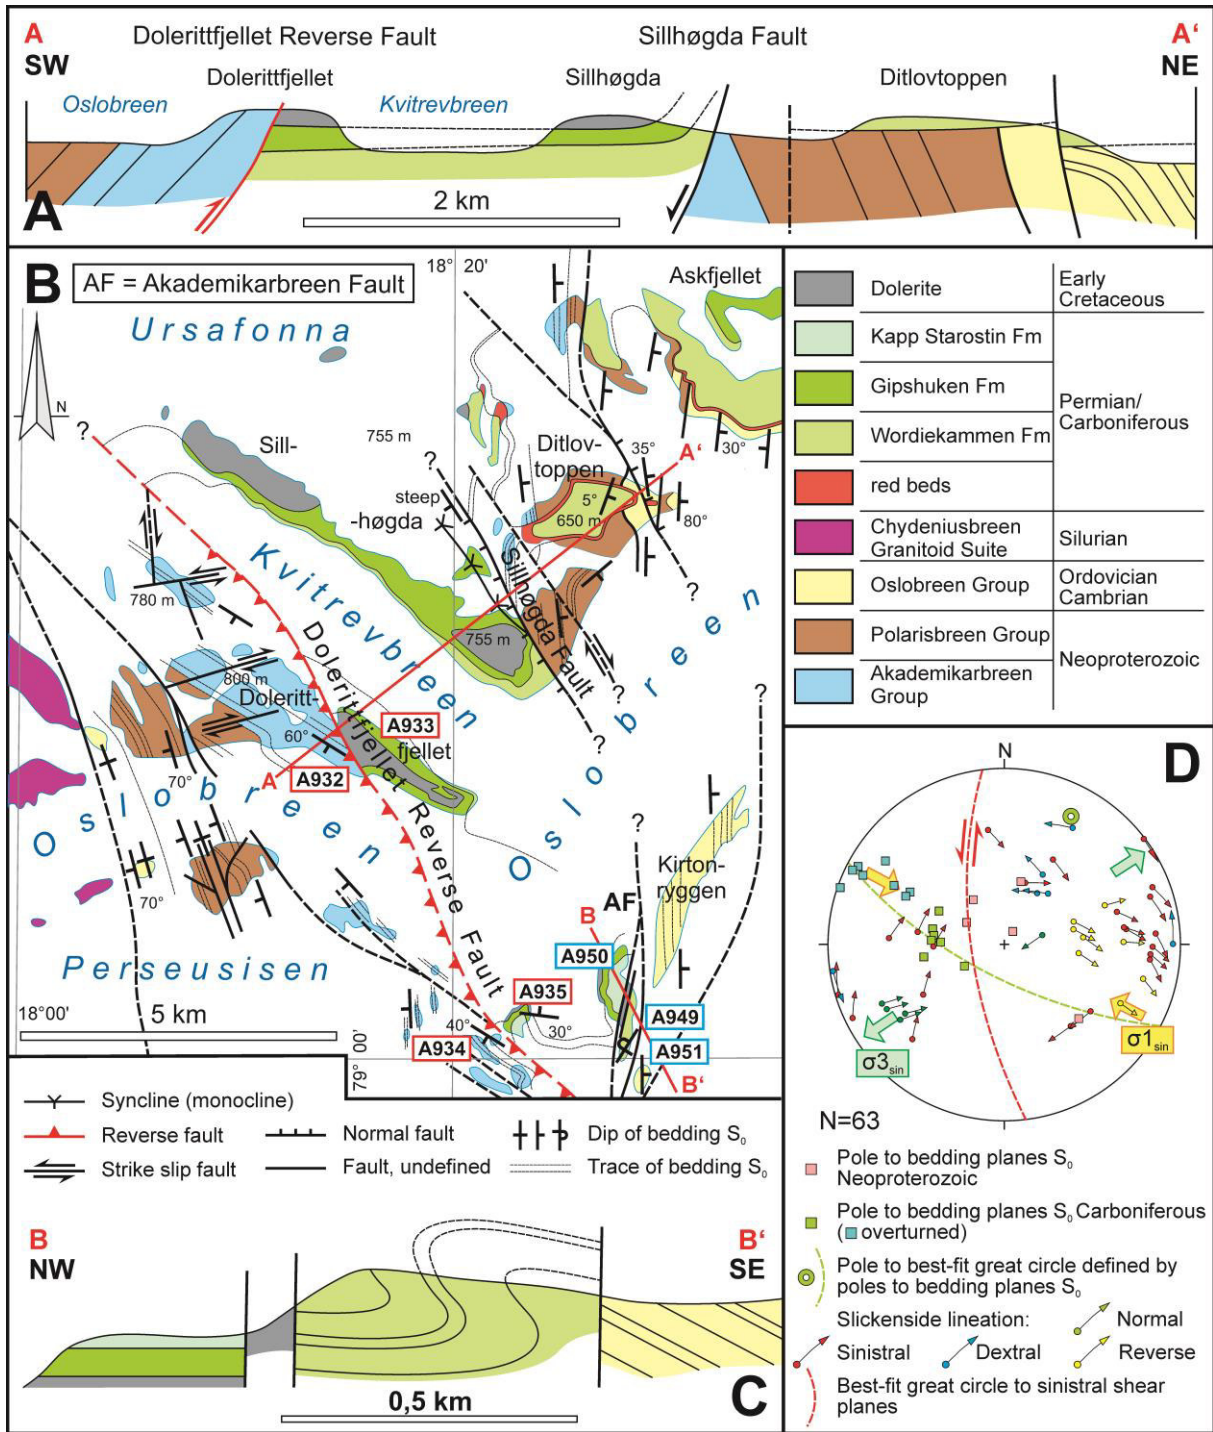 A
SW
Dolerittfjellet Reverse Fault
Sillhøgda Fault
A'
NE
Oslobreen
Dolerittfjellet
Kvitrevbreen
Sillhøgda
Ditlovtoppen
A
2 km
B
AF = Akademikarbreen Fault
18°
20'
Askfjellet
Ursafonna
N
?
Sill-
755 m
Ditlov-
toppen
35°
A'
30°
?
steep
-høgda
5°
650 m
80°
?
Kvitrevbreen
780 m
Sillhøgda Fault
755 m
?
?
?
Oslobreen
800 m
Doleritt-
60°
A933
fjellet
A
A932
70°
Oslobreen
Dolerittfjellet Reverse Fault
?
Kirton-
ryggen
AF
B
70°
A950
Perseusisen
A935
18°00'
5 km
40°
30°
A949
A934
A951
00'
79°
B'
Dolerite
Early
Cretaceous
Kapp Starostin Fm
Gipshuken Fm
Permian/
Carboniferous
Wordiekammen Fm
red beds
Chydeniusbreen
Granitoid Suite
Silurian
Oslobreen Group
Ordovician
Cambrian
Polarisbreen Group
Neoproterozoic
Akademikarbreen
Group
Syncline (monocline)
Reverse fault
Normal fault
Dip of bedding S₀
Strike slip fault
Fault, undefined
Trace of bedding S₀
B
NW
B'
SE
0,5 km
C
D
N
σ1sin
σ3sin
N=63
Pole to bedding planes S₀
Neoproterozoic
Pole to bedding planes S₀ Carboniferous
( overturned)
Pole to best-fit great circle defined by
poles to bedding planes S₀
Slickenside lineation:
Normal
Sinistral
Dextral
Reverse
Best-fit great circle to sinistral shear
planes